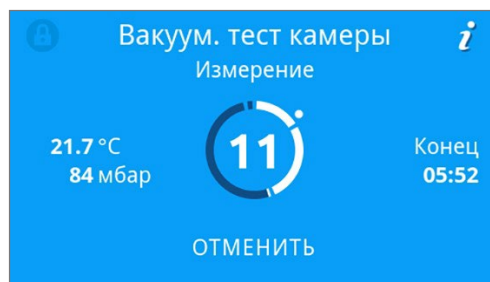 Вакуум. тест камеры
i
Измерение
11
21.7 °C
84 мбар
Конец
05:52
ОТМЕНИТЬ